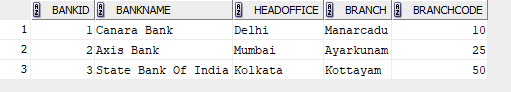 BANKID BANKNAME HEADOFFICE BRANCH BRANCHCODE
1 1 Canara Bank Delhi Manarcadu 10
2 2 Axis Bank Mumbai Ayarkunam 25
3 3 State Bank Of India Kolkata Kottayam 50